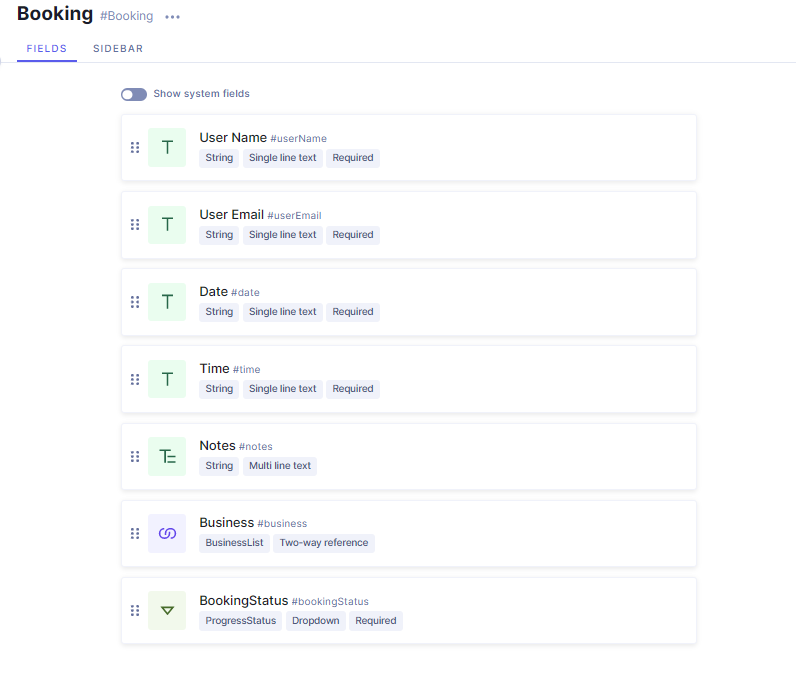 Booking #Booking
FIELDS SIDEBAR
Show system fields
User Name #userName
String Single line text Required
User Email #userEmail
String Single line text Required
Date #date
String Single line text Required
Time #time
String Single line text Required
Notes #notes
String Multi line text
Business #business
BusinessList Two-way reference
BookingStatus #bookingStatus
ProgressStatus Dropdown Required